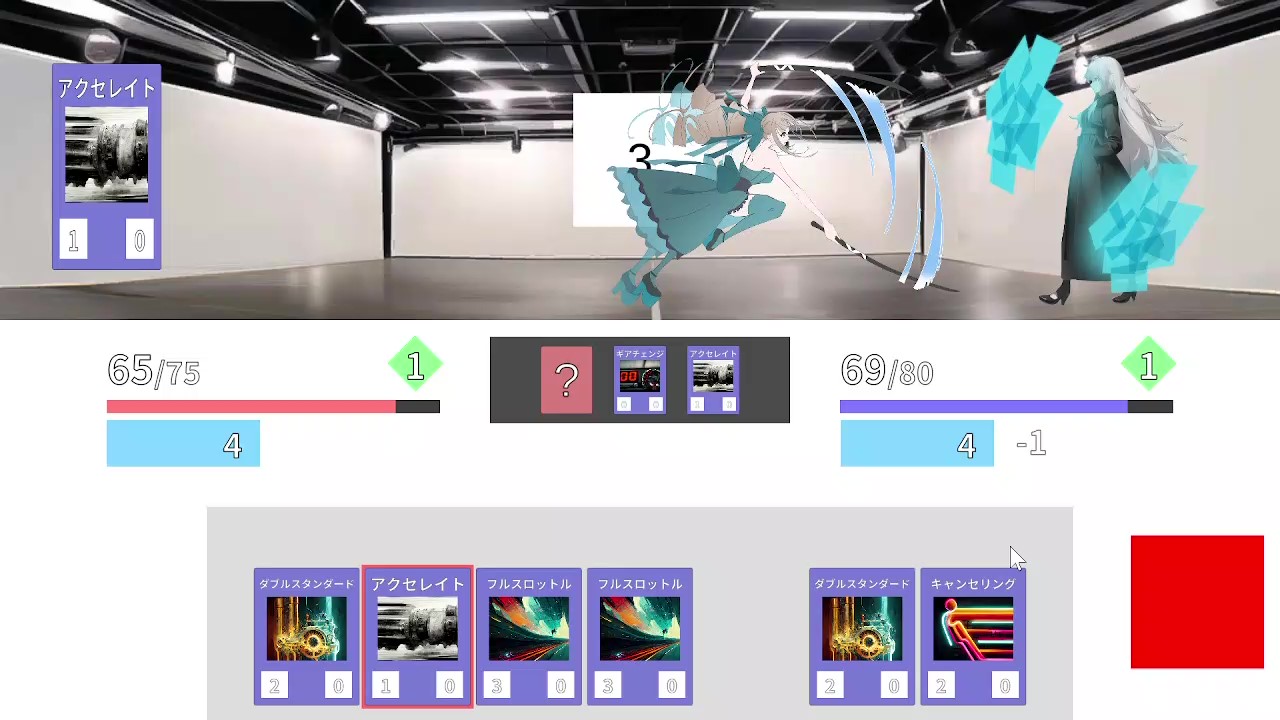 アクセレイト
1 0
3
65/75
1
?
ギアチェンジ
0 0
アクセレイト
69/80
1
4
4
-1
ダブルスタンダード
2 0
アクセレイト
1 0
フルスロットル
3 0
フルスロットル
3 0
ダブルスタンダード
2 0
キャンセリング
2 0